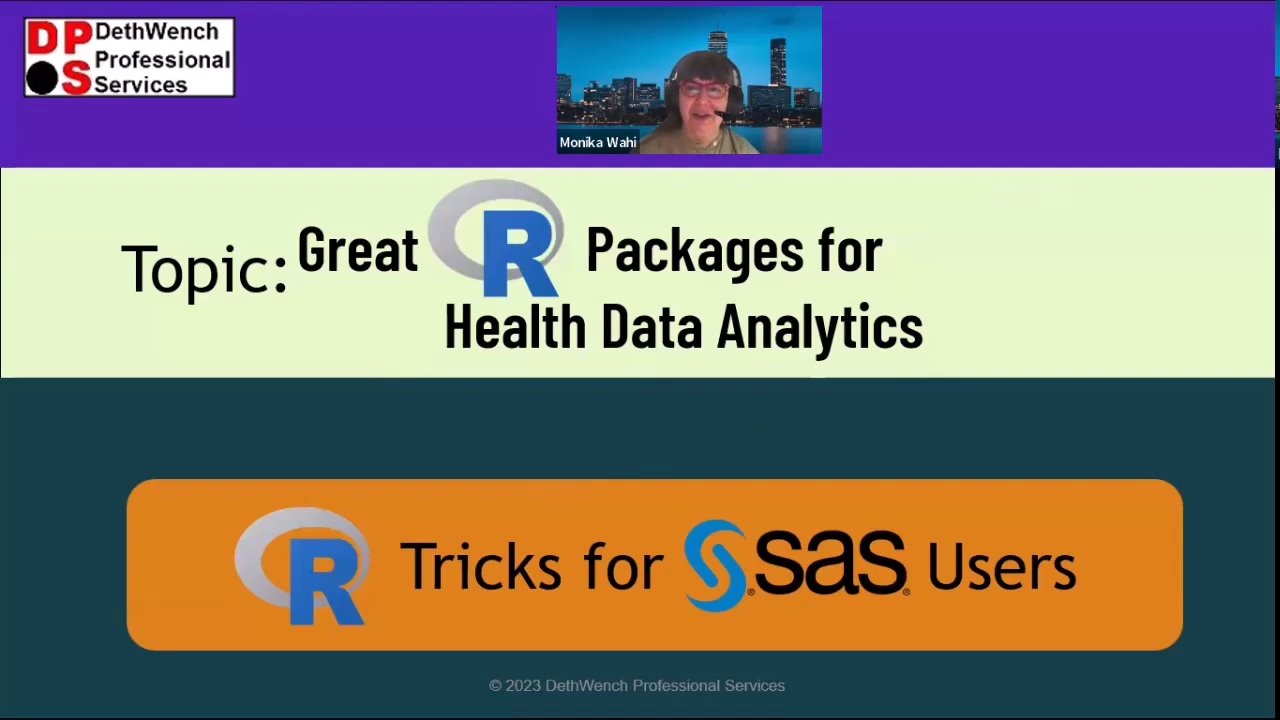 DP DethWench
Professional
S Services
Monika Wahi
Topic: Great R Packages for
Health Data Analytics
R Tricks for S® sas® Users
© 2023 DethWench Professional Services